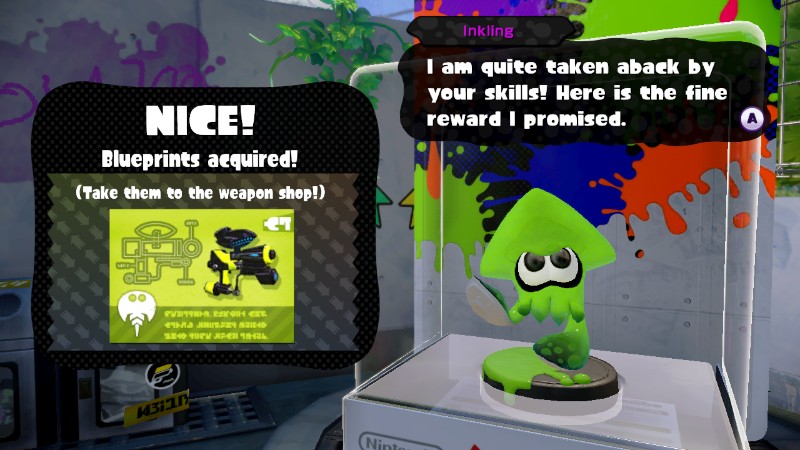 Inkling
I am quite taken aback by
your skills! Here is the fine
reward I promised.
A
NICE!
Blueprints acquired!
(Take them to the weapon shop!)
Nintendo